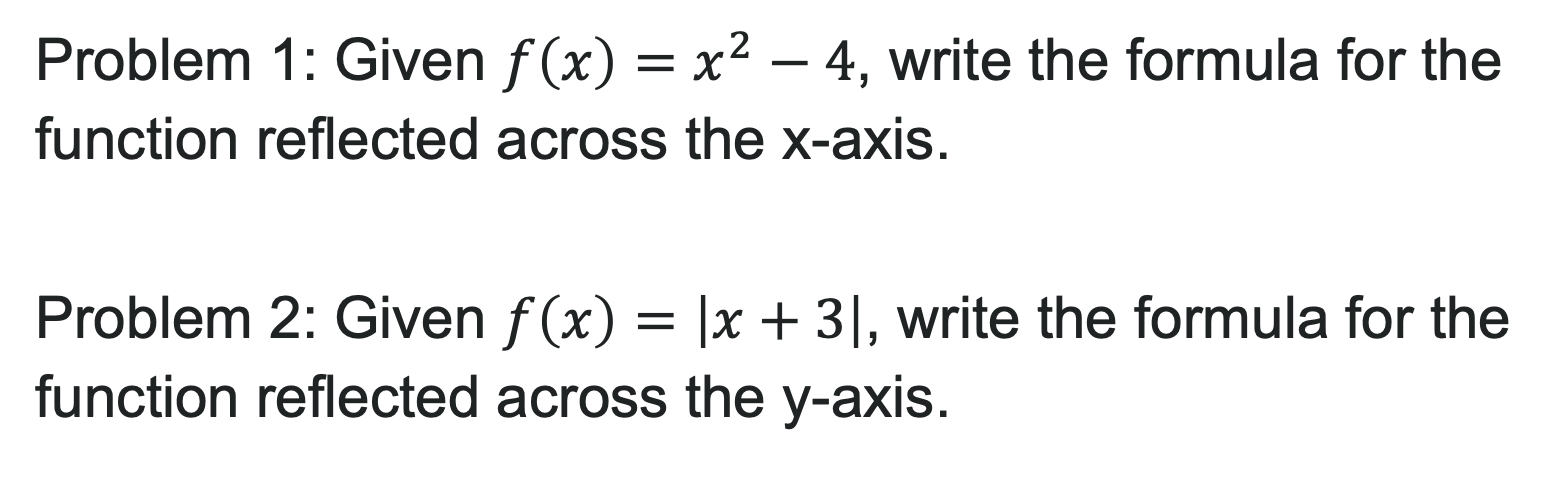 Problem 1: Given f(x) = x² − 4, write the formula for the
function reflected across the x-axis.
Problem 2: Given f(x) = |x + 3|, write the formula for the
function reflected across the y-axis.